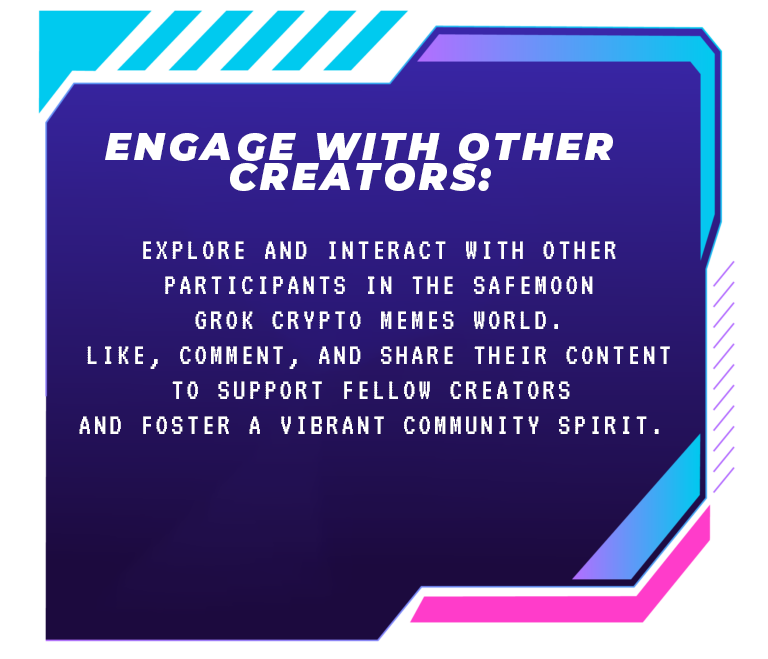 ENGAGE WITH OTHER
CREATORS:
EXPLORE AND INTERACT WITH OTHER
PARTICIPANTS IN THE SAFEMOON
GROK CRYPTO MEMES WORLD.
LIKE, COMMENT, AND SHARE THEIR CONTENT
TO SUPPORT FELLOW CREATORS
AND FOSTER A VIBRANT COMMUNITY SPIRIT.